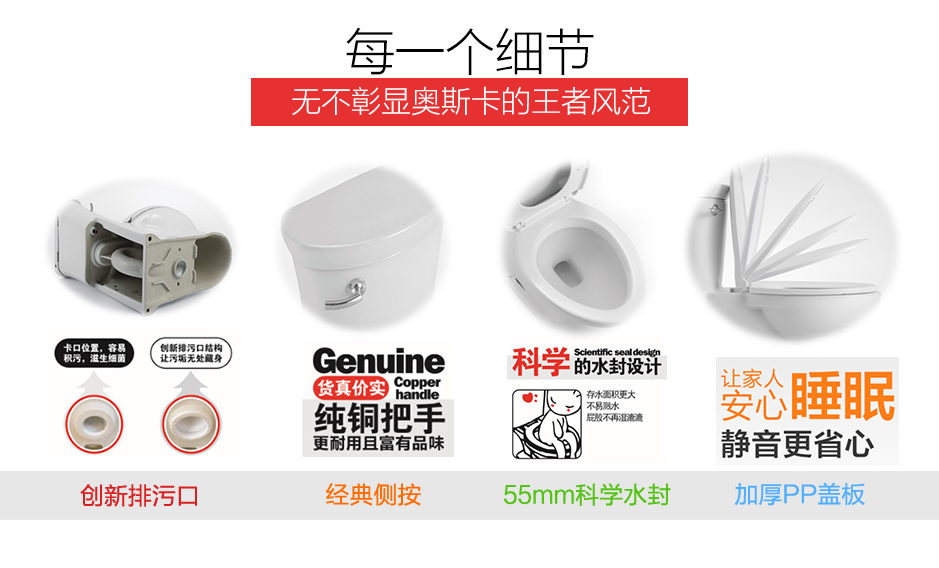 每一个细节
无不彰显奥斯卡的王者风范
卡口位置，容易
积污，滋生细菌
创新排污口结构
让污垢无处藏身
Genuine
货真价实
Copper
handle
纯铜把手
更耐用且富有品味
科学
Scientific seal design
的水封设计
存水面积更大
不易溅水
屁股不再湿漉漉
让家人
安心
睡眠
静音更省心
创新排污口
经典侧按
55mm科学水封
加厚PP盖板